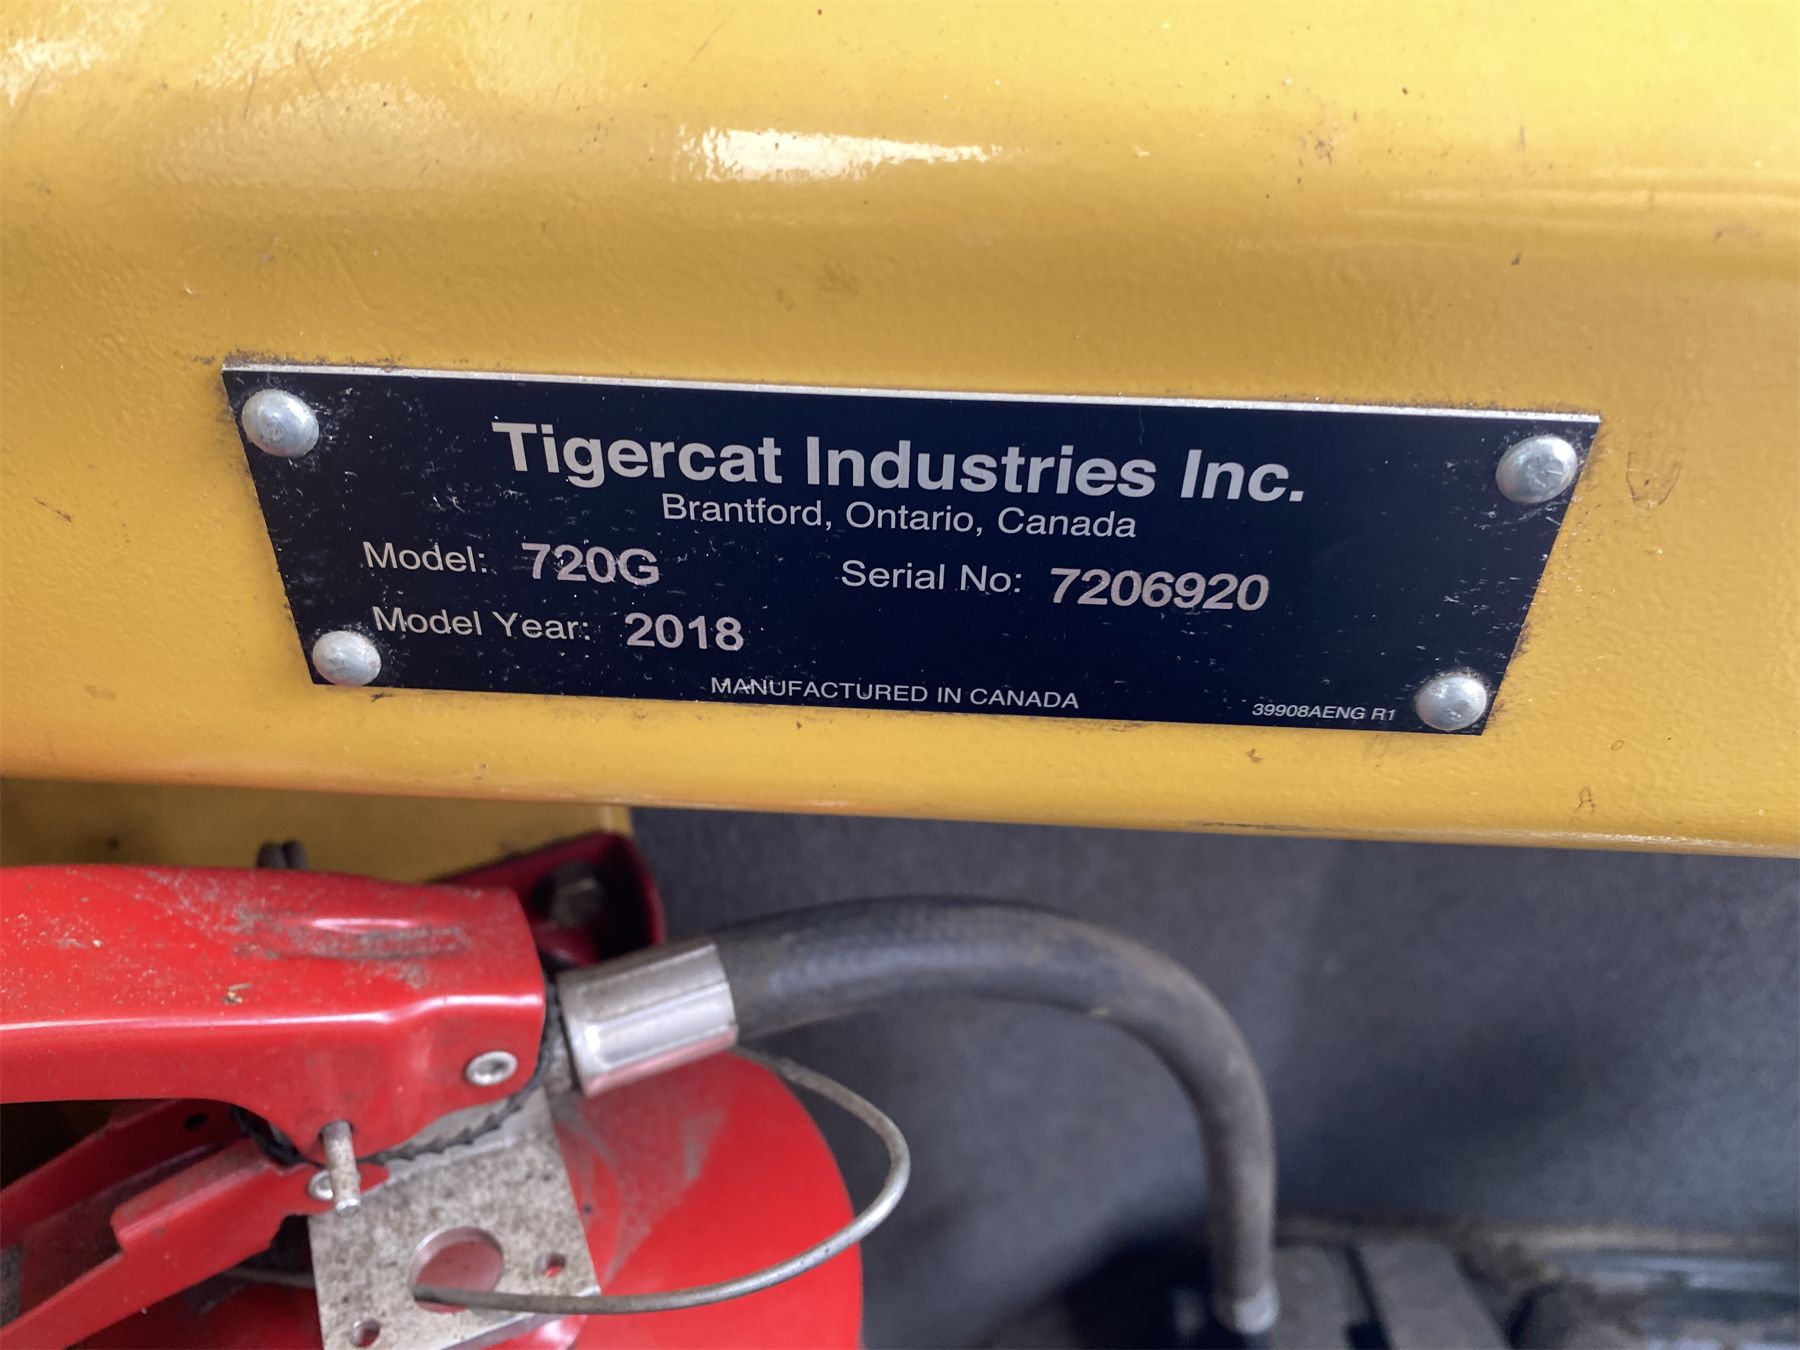 Tigercat Industries Inc.
Brantford, Ontario, Canada
Model: 720G Serial No: 7206920
Model Year: 2018
MANUFACTURED IN CANADA
39908AENG R1